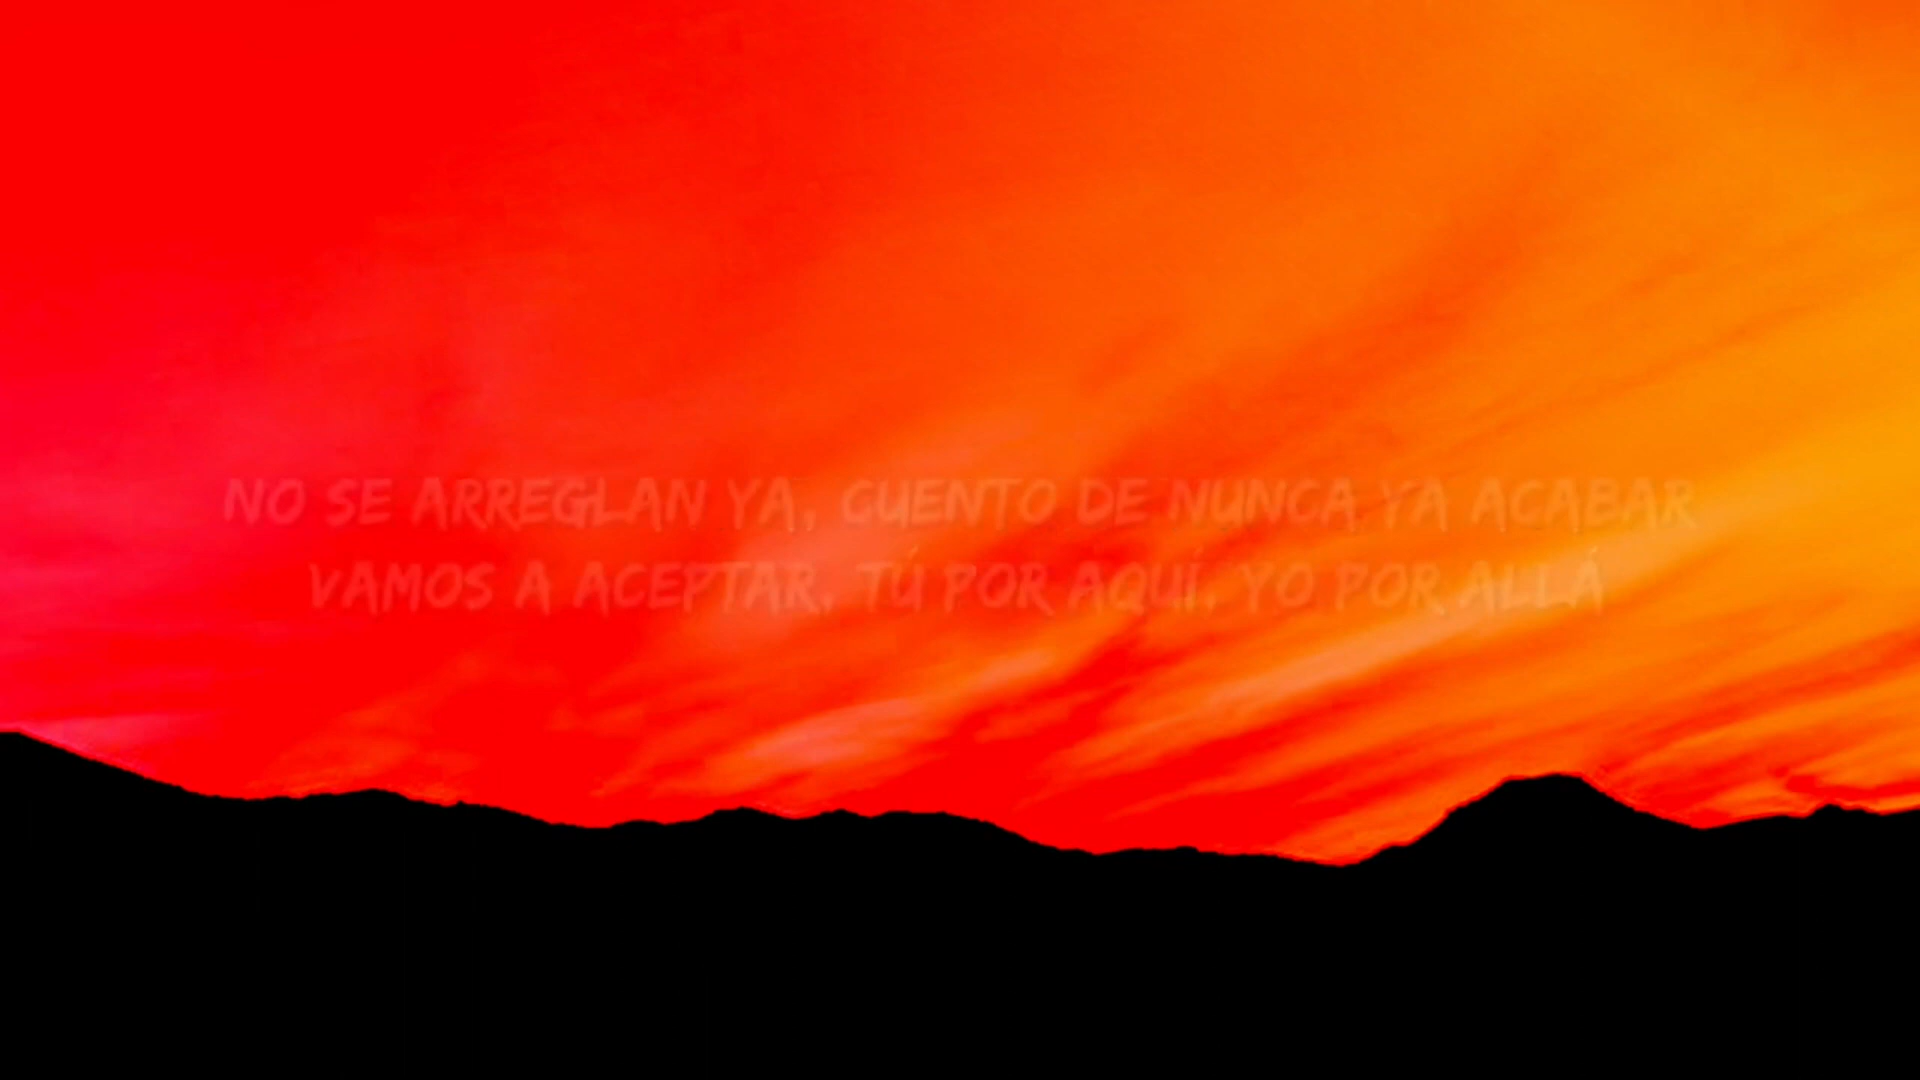 NO SE ARREGLAN YA, CUENTO DE NUNCA YA ACABAR
VAMOS A ACEPTAR, TÚ POR AQUÍ, YO POR ALLÁ